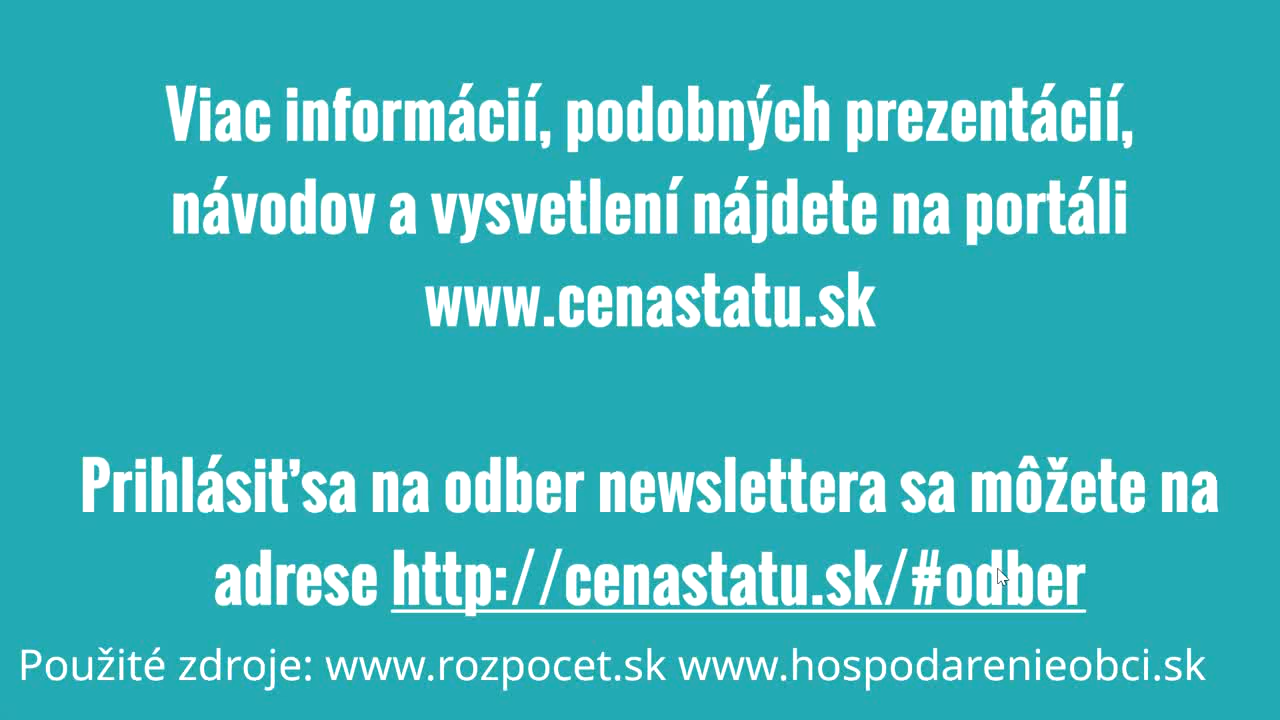 Viac informácií, podobných prezentácií,
návodov a vysvetlení nájdete na portáli
www.cenastatu.sk
Prihlásiť sa na odber newslettera sa môžete na
adrese http://cenastatu.sk/#odber
Použité zdroje: www.rozpocet.sk www.hospodarenieobci.sk